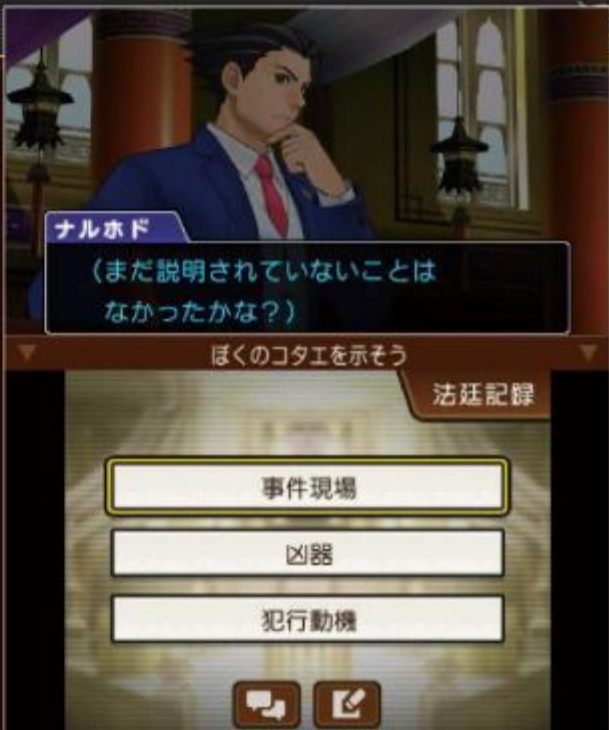 ナルホド
(まだ説明されていないことは
なかったかな?)
ぼくのコタエを示そう
法廷記録
事件現場
凶器
犯行動機